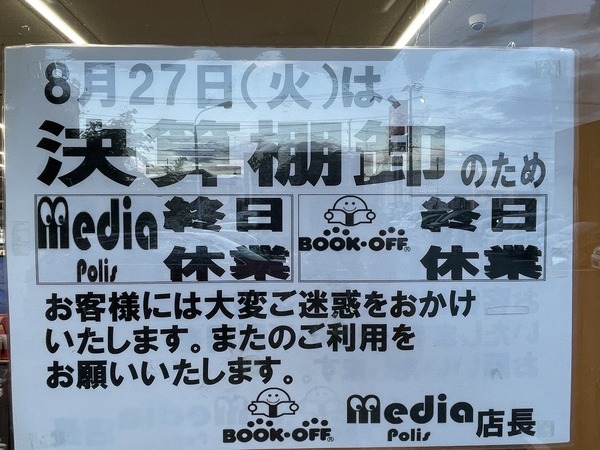 8月27日(火)は、
決算棚卸のため
media Polis 終日休業
BOOK·OFF® 終日休業
お客様には大変ご迷惑をおかけ
いたします。またのご利用を
お願いいたします。
BOOK·OFF® media Polis 店長